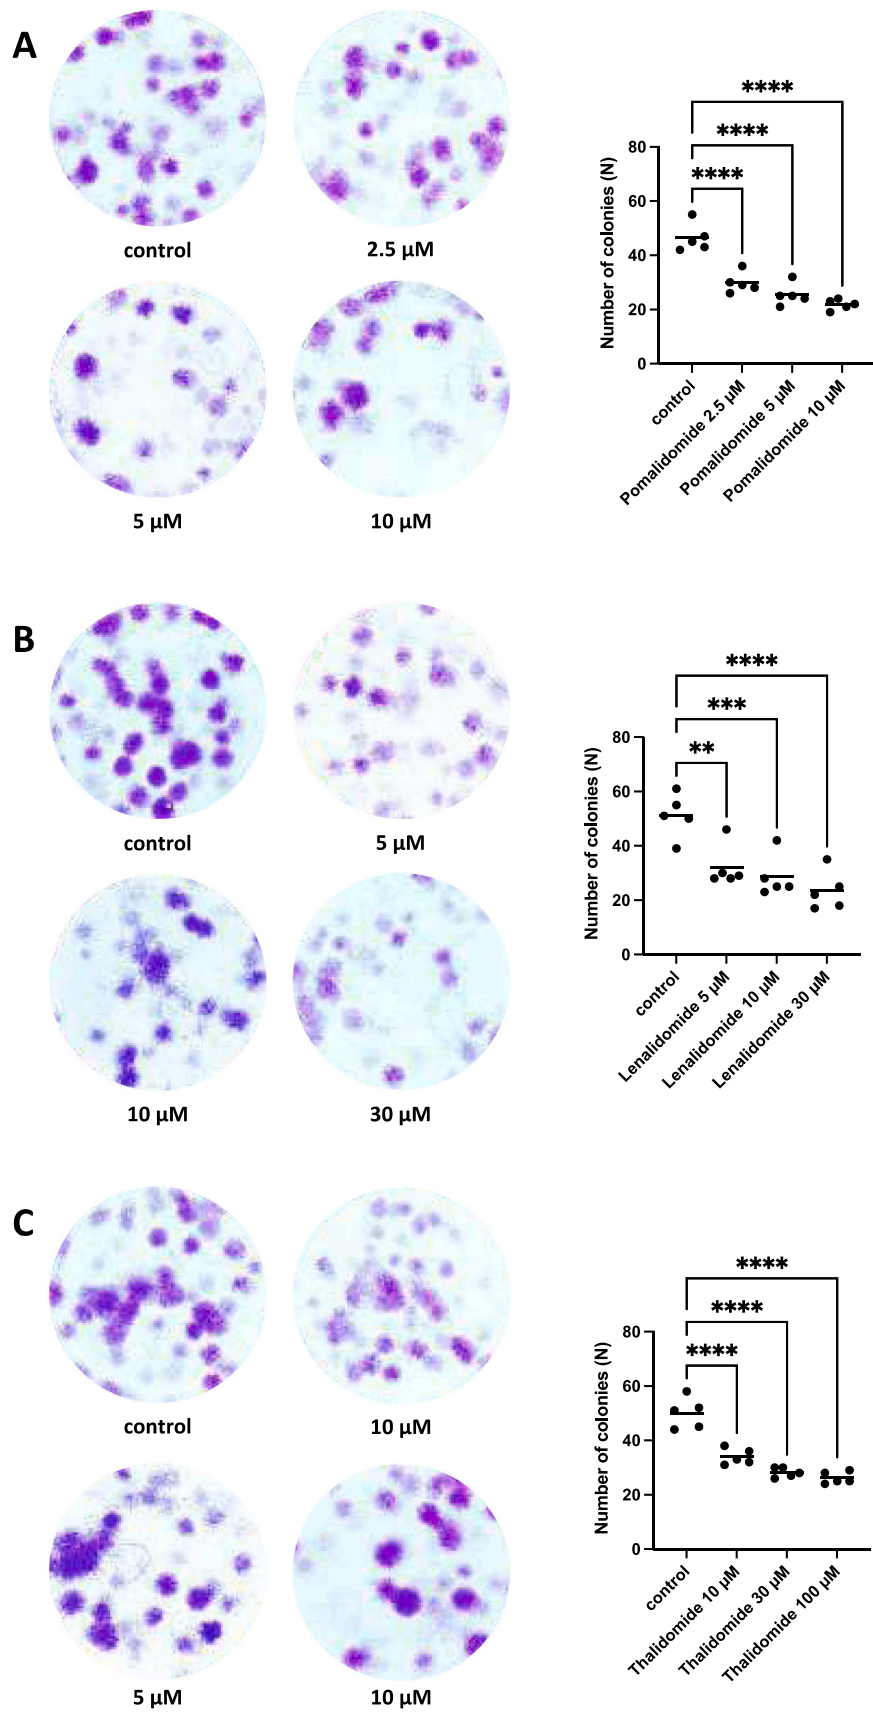 A
control
2.5 µM
5 µM
10 µM
****
****
****
Number of colonies (N)
80
60
40
20
0
control
Pomalidomide 2.5 µM
Pomalidomide 5 µM
Pomalidomide 10 µM
B
control
5 µM
10 µM
30 µM
****
***
**
Number of colonies (N)
80
60
40
20
0
control
Lenalidomide 5 µM
Lenalidomide 10 µM
Lenalidomide 30 µM
C
control
10 µM
5 µM
10 µM
****
****
****
Number of colonies (N)
80
60
40
20
0
control
Thalidomide 10 µM
Thalidomide 30 µM
Thalidomide 100 µM